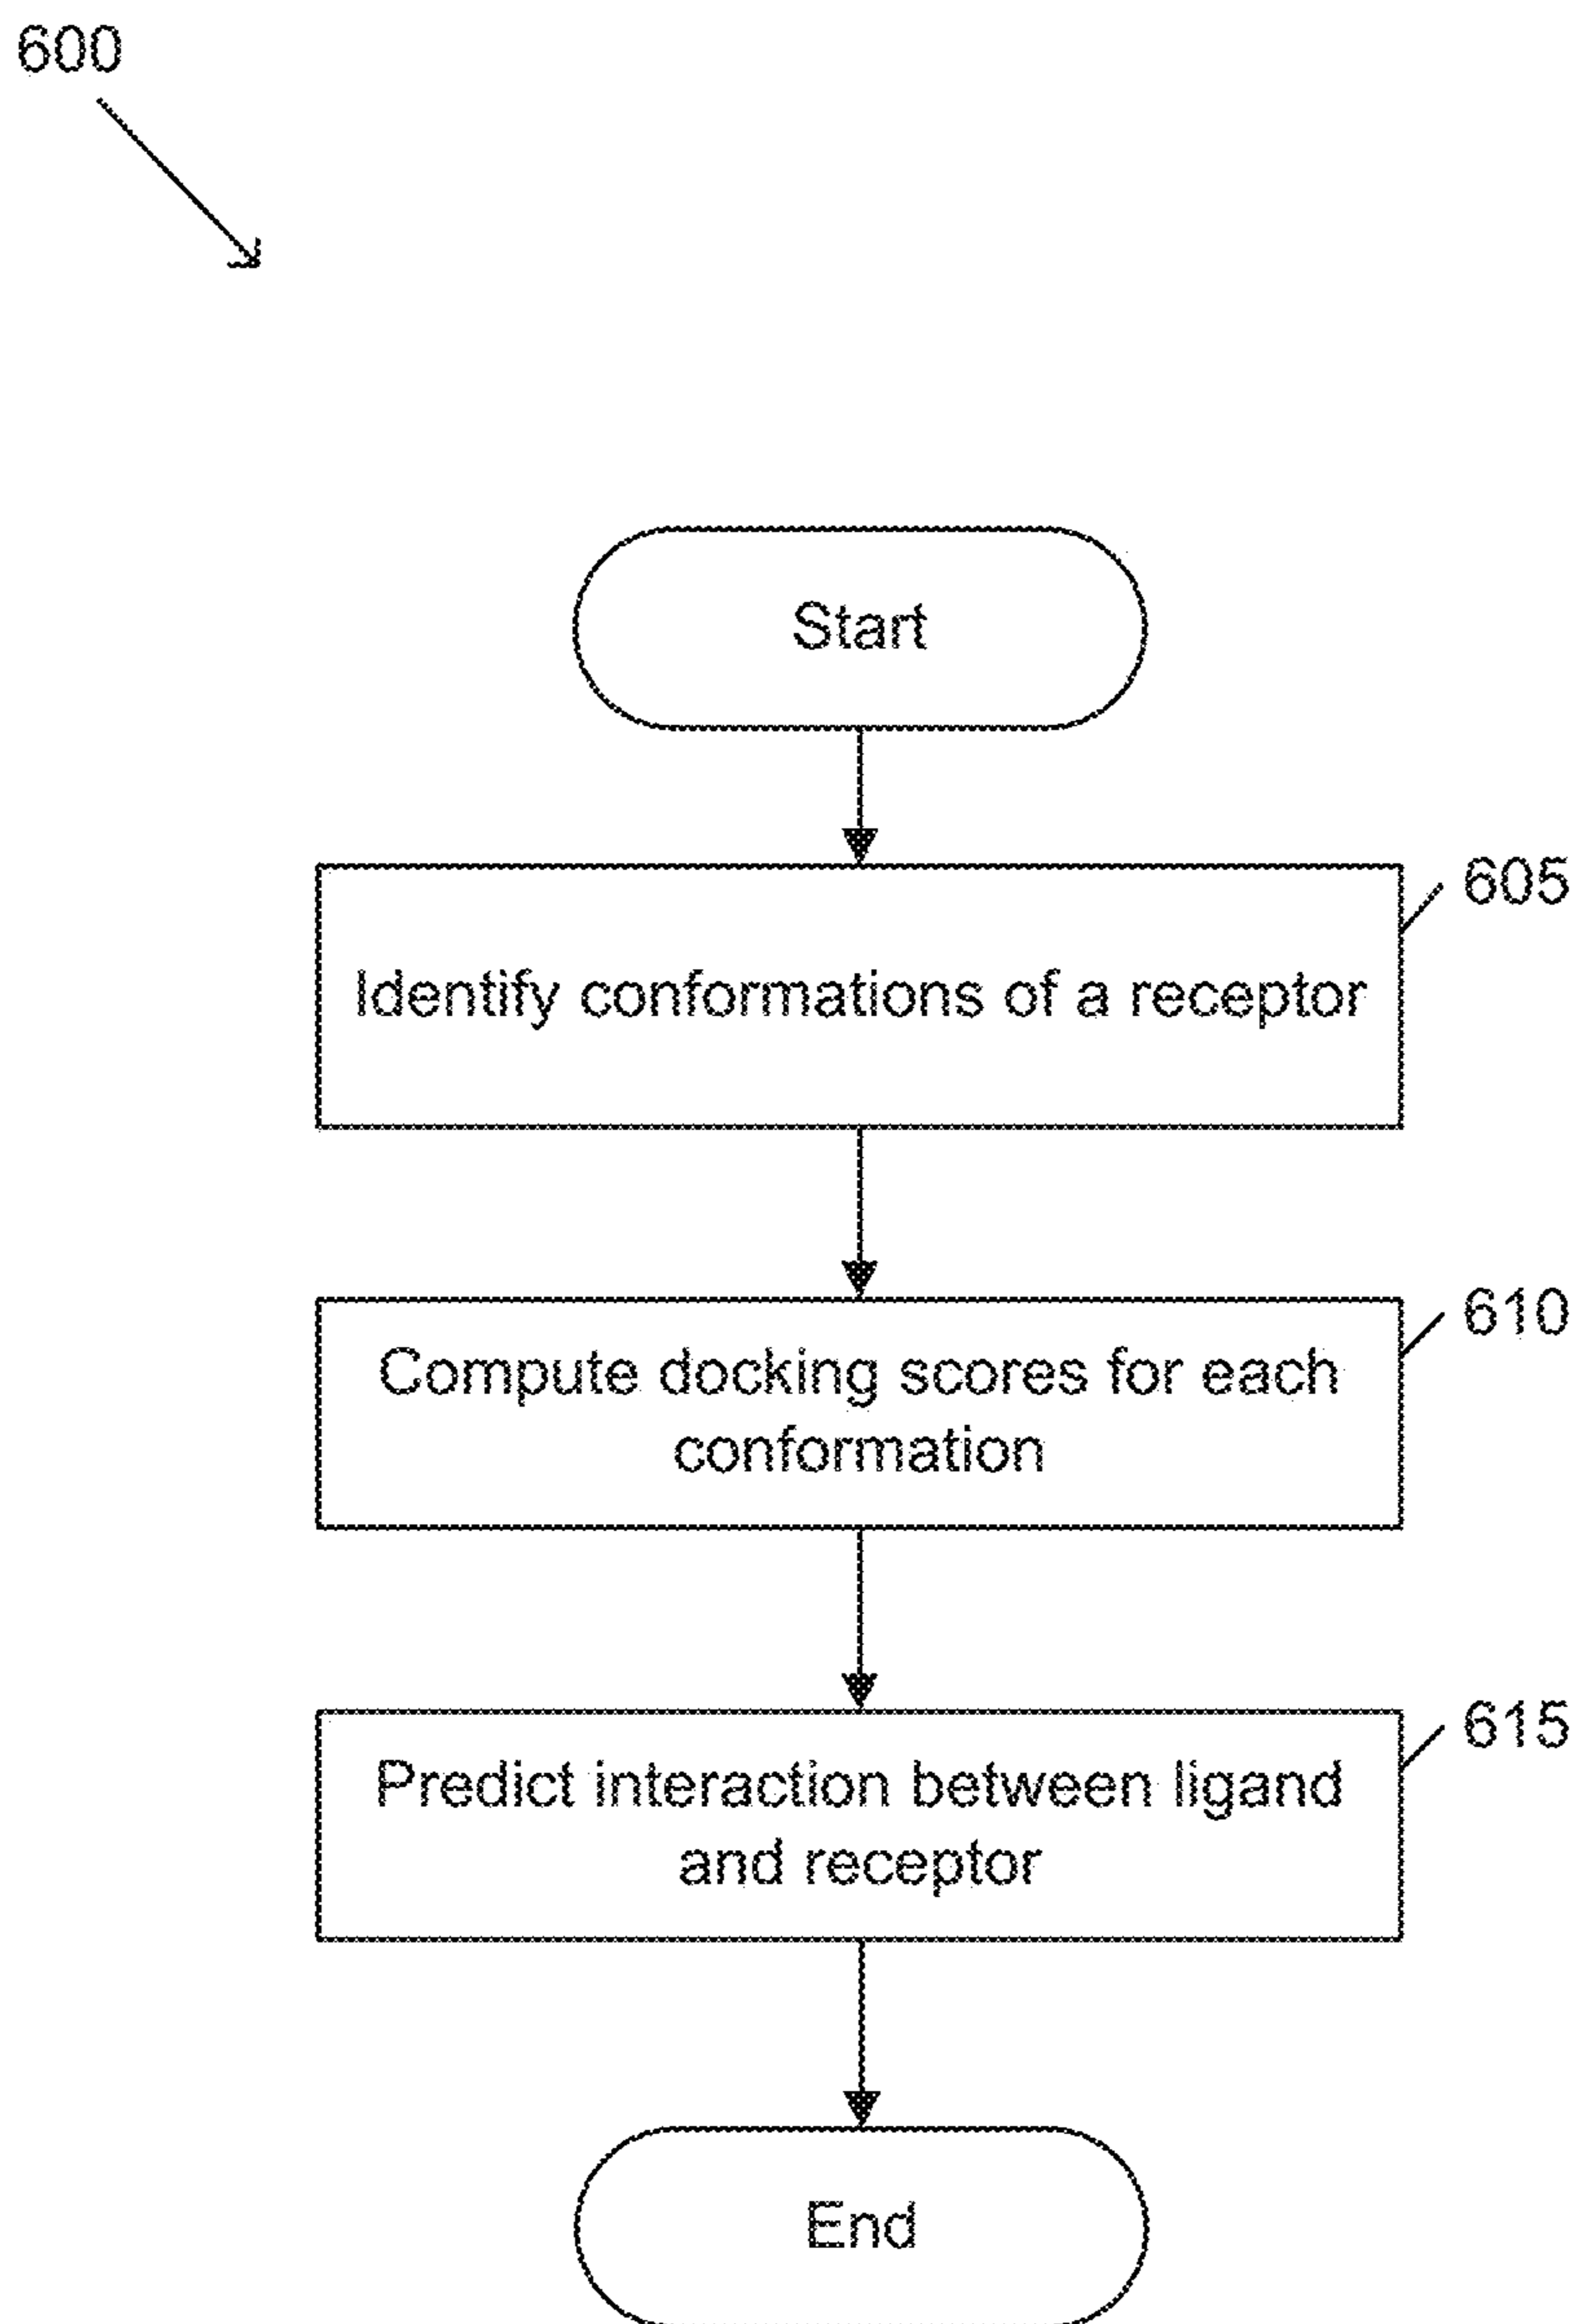 600
Start
605
Identify conformations of a receptor
610
Compute docking scores for each
conformation
615
Predict interaction between ligand
and receptor
End